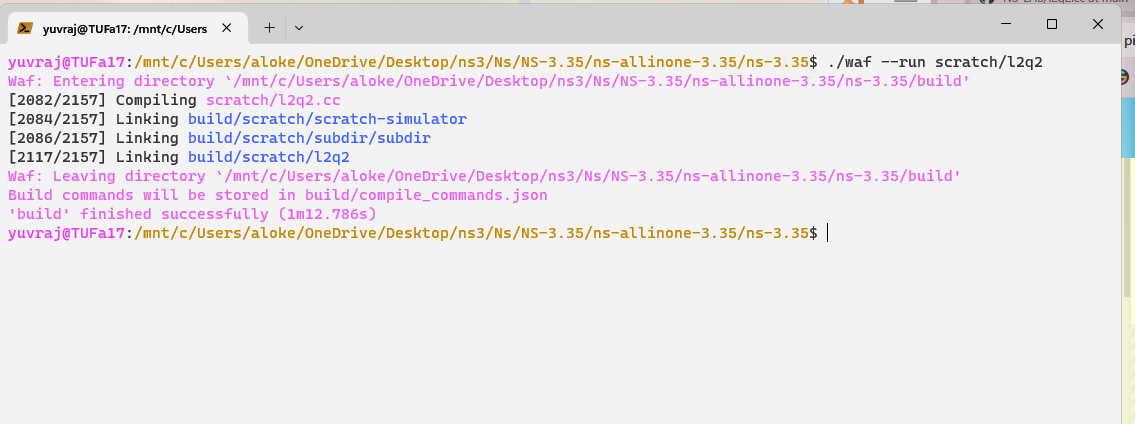 Ns-LAb/L2qLic at main
yuvraj@TUFa17: /mnt/c/Users
pi
yuvraj@TUFa17:/mnt/c/Users/aloke/OneDrive/Desktop/ns3/Ns/NS-3.35/ns-allinone-3.35/ns-3.35$ ./waf --run scratch/l2q2
Waf: Entering directory `/mnt/c/Users/aloke/OneDrive/Desktop/ns3/Ns/NS-3.35/ns-allinone-3.35/ns-3.35/build'
[2082/2157] Compiling scratch/l2q2.cc
[2084/2157] Linking build/scratch/scratch-simulator
[2086/2157] Linking build/scratch/subdir/subdir
[2117/2157] Linking build/scratch/l2q2
Waf: Leaving directory `/mnt/c/Users/aloke/OneDrive/Desktop/ns3/Ns/NS-3.35/ns-allinone-3.35/ns-3.35/build'
Build commands will be stored in build/compile_commands.json
'build' finished successfully (1m12.786s)
yuvraj@TUFa17:/mnt/c/Users/aloke/OneDrive/Desktop/ns3/Ns/NS-3.35/ns-allinone-3.35/ns-3.35$